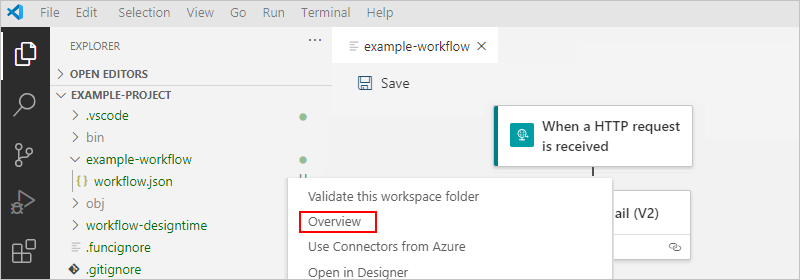 File Edit Selection View Go Run Terminal Help
EXPLORER
example-workflow
OPEN EDITORS
Save
EXAMPLE-PROJECT
.vscode
bin
When a HTTP request
is received
example-workflow
{} workflow.json
Validate this workspace folder
obj
Overview
ail (V2)
workflow-designtime
Use Connectors from Azure
.funcignore
.gitignore
Open in Designer